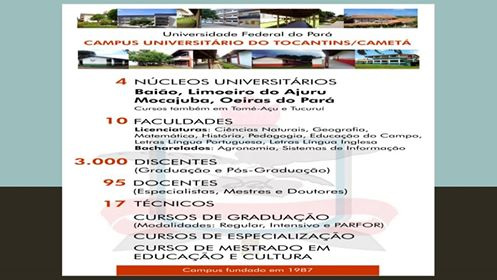 Universidade Federal do Pará
CAMPUS UNIVERSITÁRIO DO TOCANTINS/CAMETÁ
4 NÚCLEOS UNIVERSITÁRIOS
Baião, Limoeiro do Ajuru
Mocajuba, Oeiras do Pará
Cursos também em Tomé-Açu e Tucuruí
10 FACULDADES
Licenciaturas: Ciências Naturais, Geografia,
Matemática, História, Pedagogia, Educação do Campo,
Letras Língua Portuguesa, Letras Língua Inglesa
Bacharelados: Agronomia, Sistemas de Informação
3.000 DISCENTES
(Graduação e Pós-Graduação)
95 DOCENTES
(Especialistas, Mestres e Doutores)
17 TÉCNICOS
CURSOS DE GRADUAÇÃO
(Modalidades: Regular, Intensivo e PARFOR)
CURSOS DE ESPECIALIZAÇÃO
CURSO DE MESTRADO EM
EDUCAÇÃO E CULTURA
Campus fundado em 1987